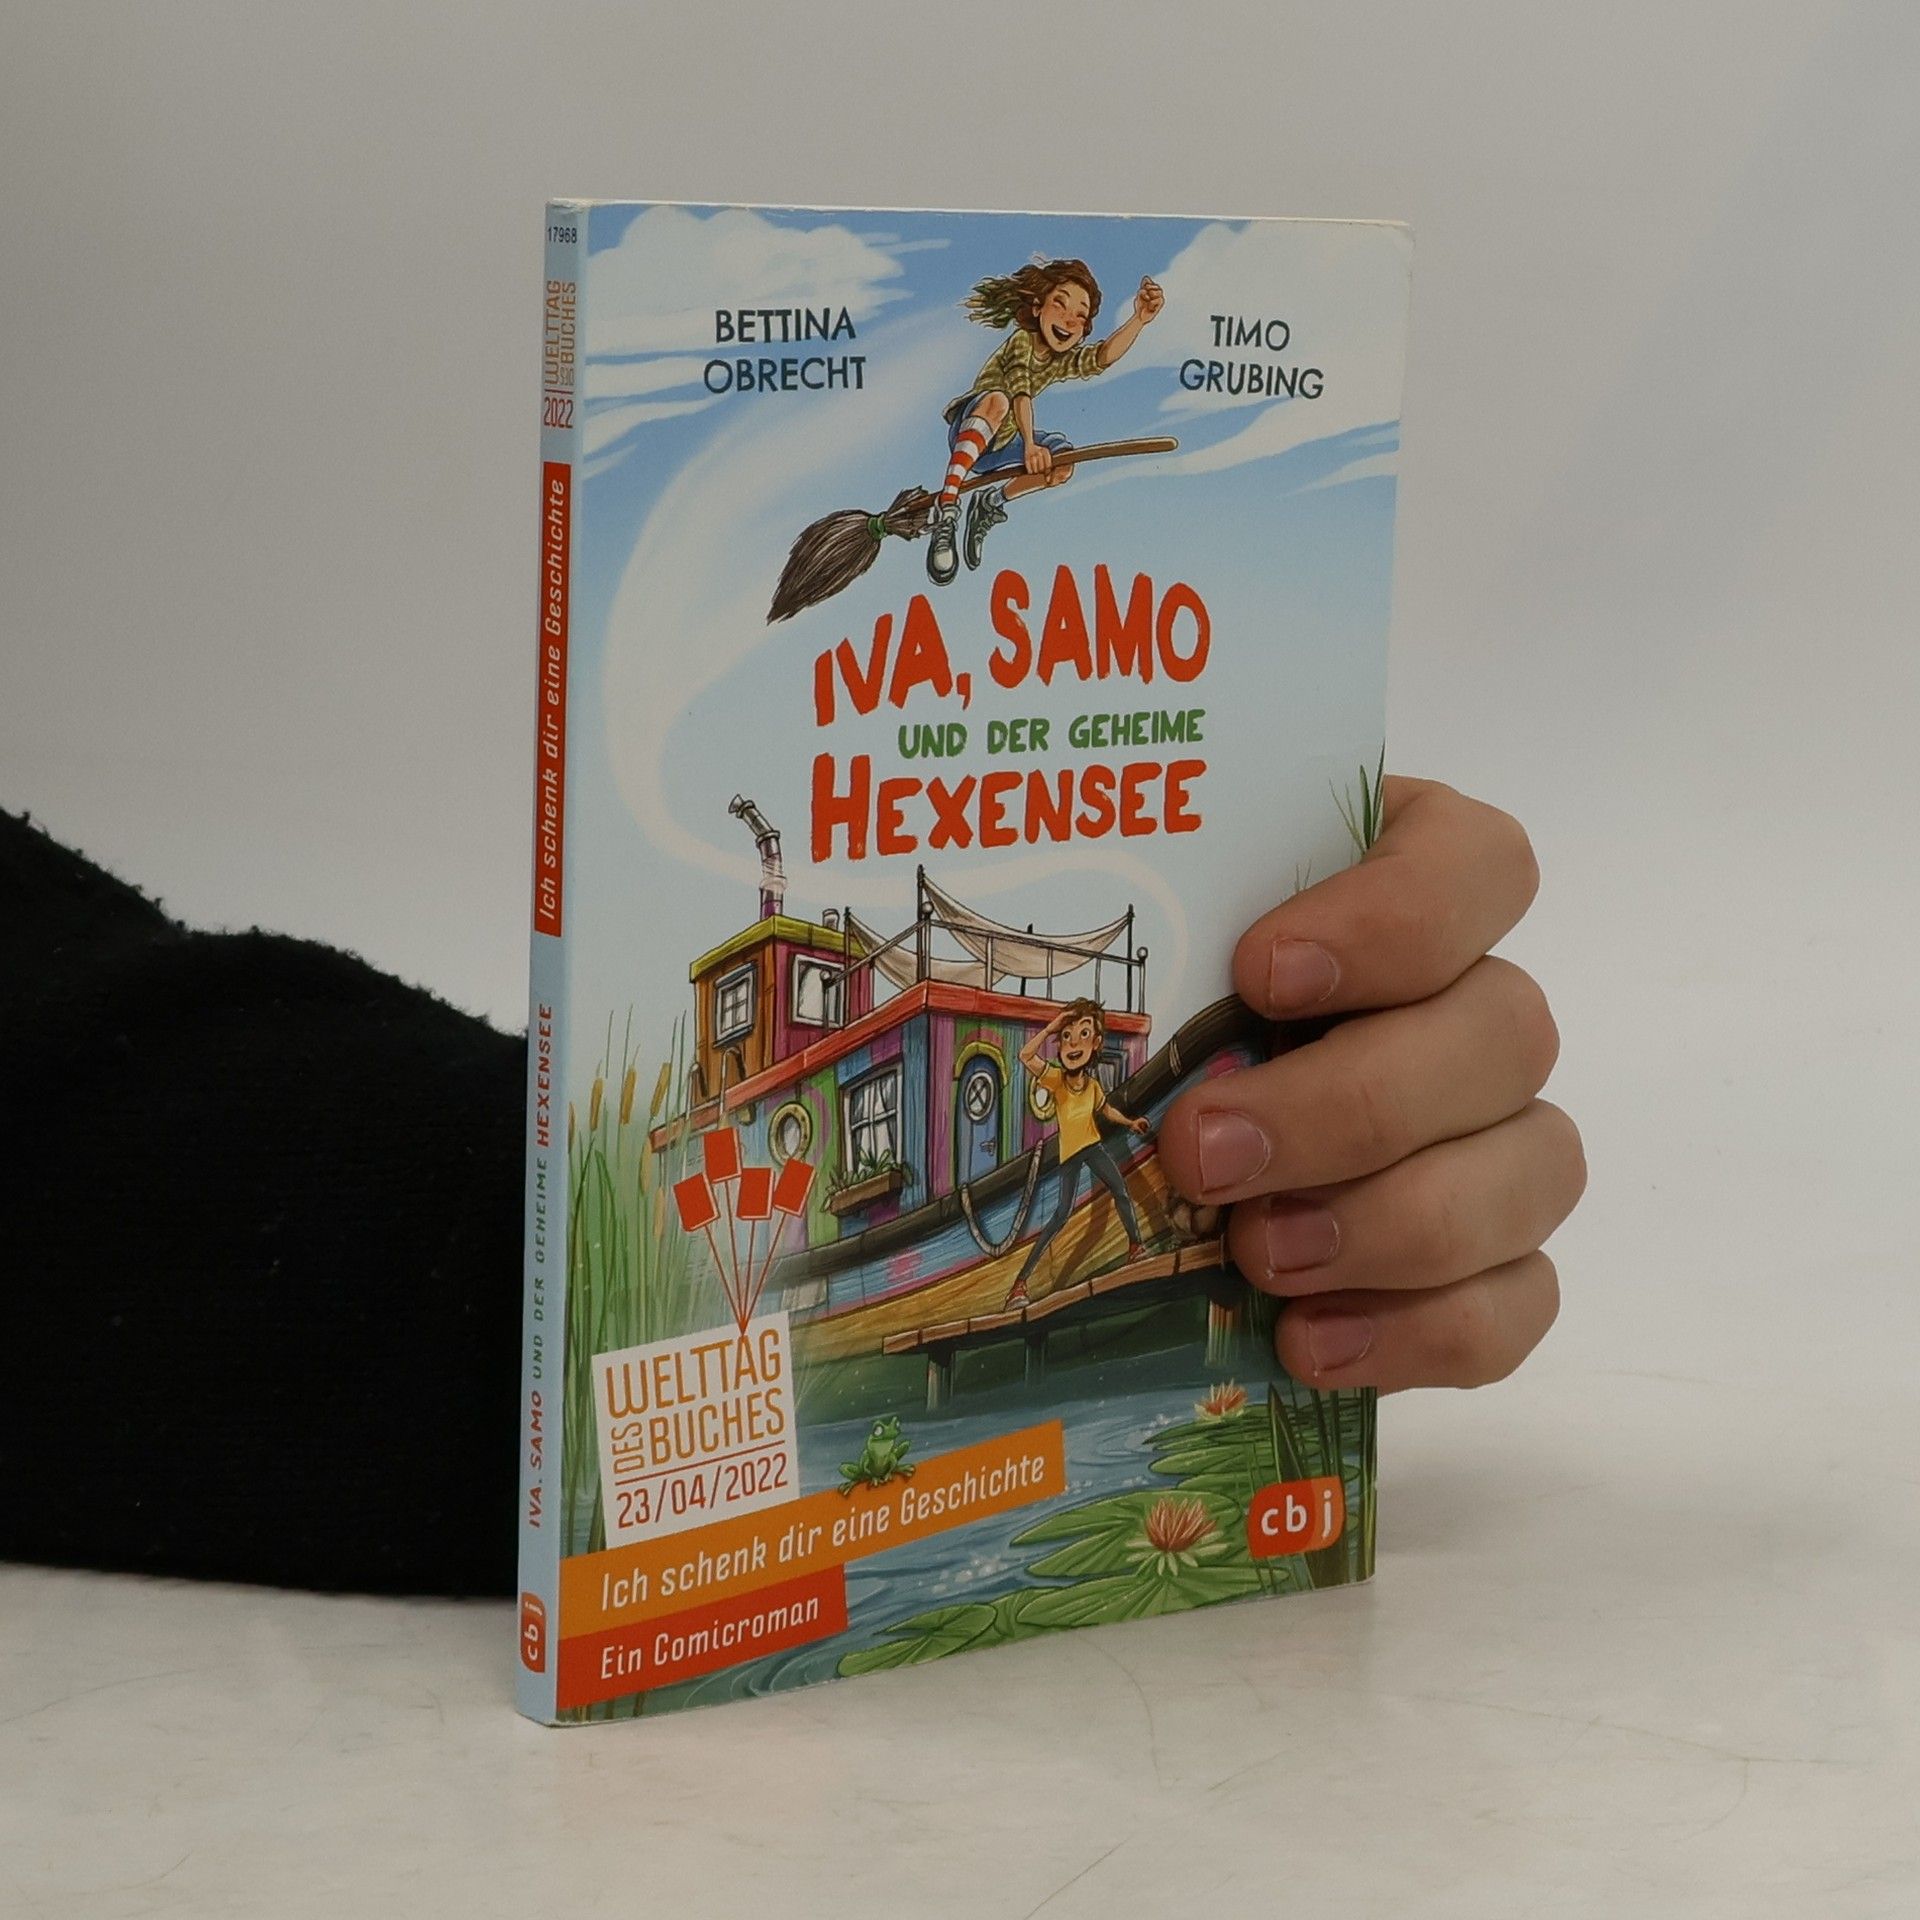 17968
WELTTAG
DES BUCHES
2022
Ich schenk dir eine Geschichte
IVA, SAMO UND DER GEHEIME HEXENSEE
cbj
BETTINA
OBRECHT
TIMO
GRUBING
IVA, SAMO
UND DER GEHEIME
HEXENSEE
WELTTAG
DES BUCHES
23/04/2022
Ich schenk dir eine Geschichte
Ein Comicroman
cbj